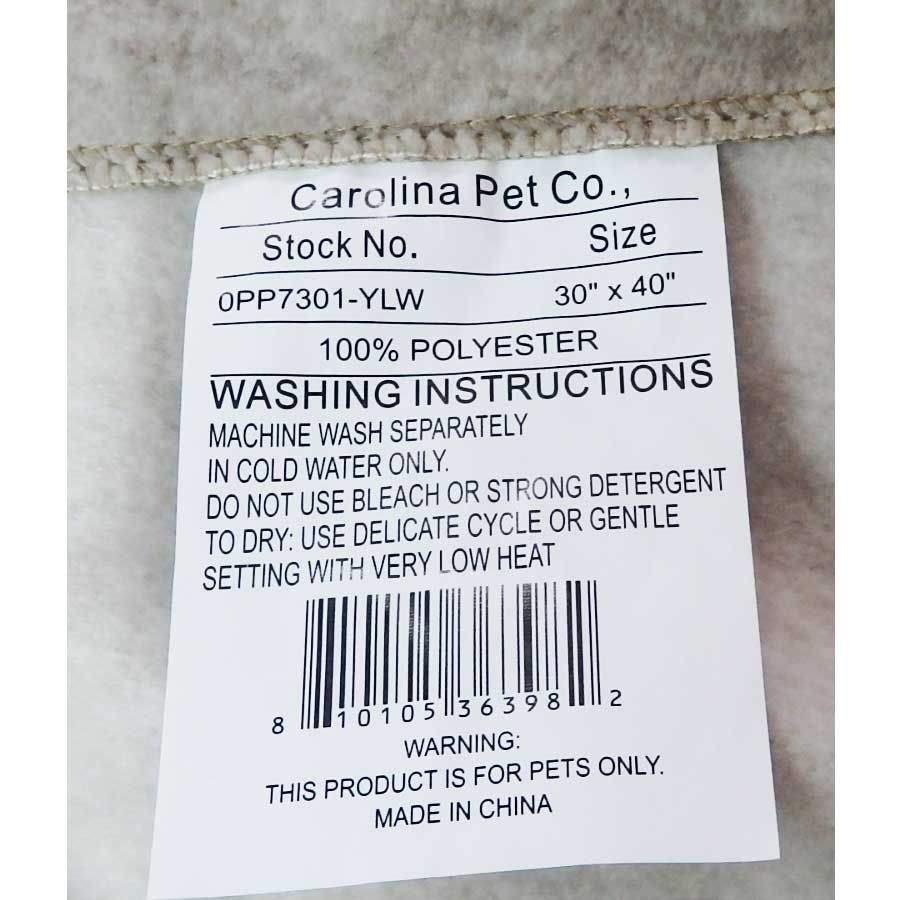 Carolina Pet Co.,
Stock No. Size
0PP7301-YLW 30" x 40"
100% POLYESTER
WASHING INSTRUCTIONS
MACHINE WASH SEPARATELY
IN COLD WATER ONLY.
DO NOT USE BLEACH OR STRONG DETERGENT
TO DRY: USE DELICATE CYCLE OR GENTLE
SETTING WITH VERY LOW HEAT
8 10105 36398 2
WARNING:
THIS PRODUCT IS FOR PETS ONLY.
MADE IN CHINA